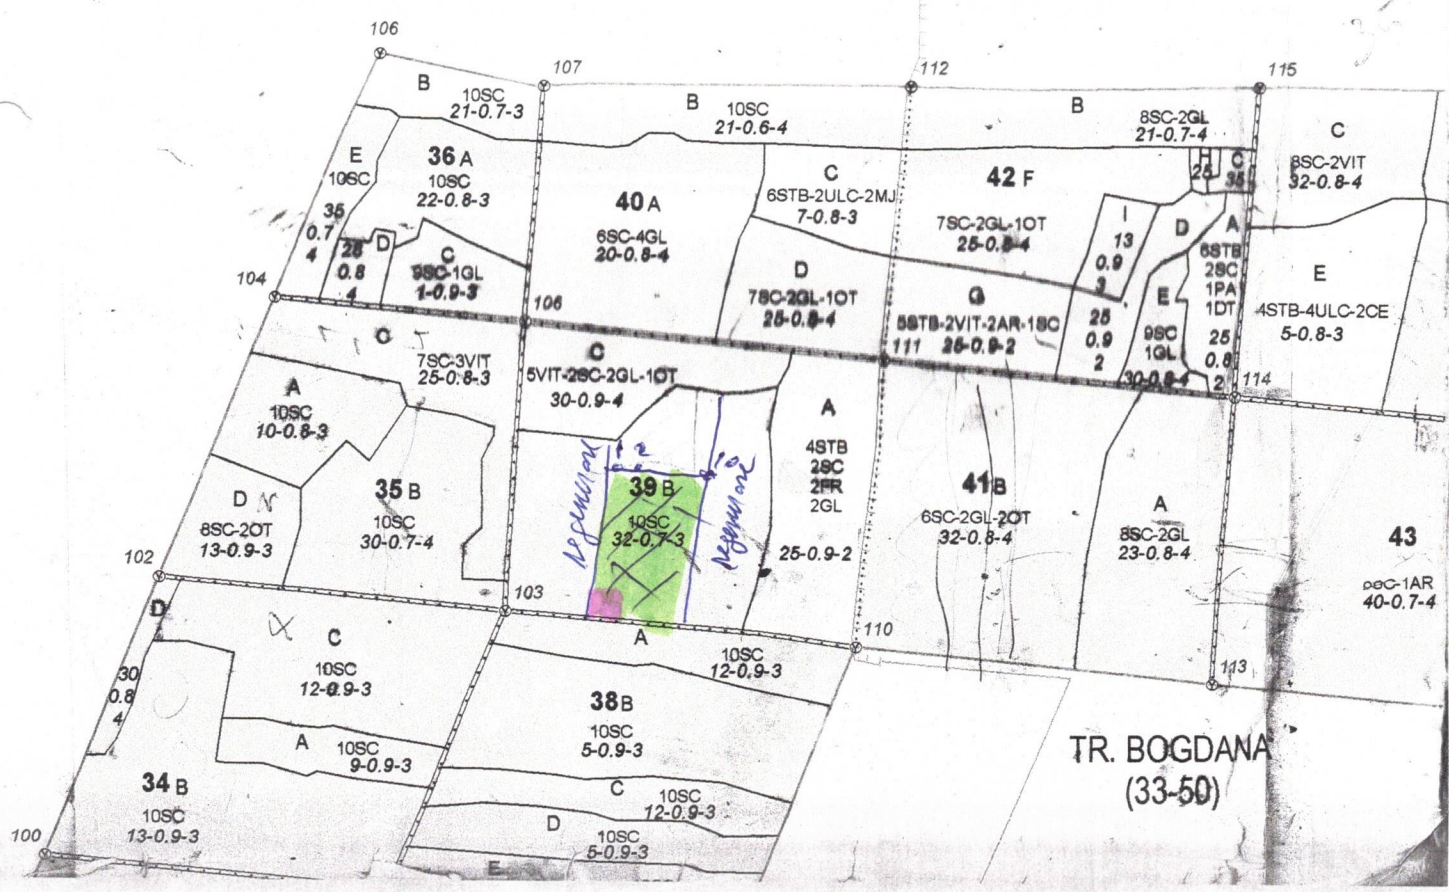 106
107
112
115
B
10SC
21-0.7-3
B
10SC
21-0.6-4
B
8SC-2GL
21-0.7-4
C
8SC-2VIT
32-0.8-4
E
10SC
35
0.7
4
36 A
10SC
22-0.8-3
28
0.8
4
D
C
9SC-1GL
1-0.9-3
40 A
6SC-4GL
20-0.8-4
C
6STB-2ULC-2MJ
7-0.8-3
D
7SC-2GL-1OT
25-0.8-4
42 F
7SC-2GL-1OT
25-0.8-4
H
25
C
35
I
13
0.9
3
D
A
6STB
2SC
1PA
1DT
25
0.8
2
G
5STB-2VIT-2AR-1SC
25-0.9-2
25
0.9
2
E
9SC
1GL
30-0.8-4
E
4STB-4ULC-2CE
5-0.8-3
104
106
111
114
C
7SC-3VIT
25-0.8-3
C
5VIT-2SC-2GL-1OT
30-0.9-4
A
10SC
10-0.8-3
D
8SC-2OT
13-0.9-3
35 B
10SC
30-0.7-4
regenerare
39 B
10SC
32-0.7-3
regenerare
A
4STB
2SC
2FR
2GL
25-0.9-2
41 B
6SC-2GL-2OT
32-0.8-4
A
8SC-2GL
23-0.8-4
43
40-0.7-4
102
103
110
113
D
30
0.8
4
C
10SC
12-0.9-3
A
10SC
9-0.9-3
34 B
10SC
13-0.9-3
100
A
10SC
12-0.9-3
38 B
10SC
5-0.9-3
C
10SC
12-0.9-3
D
10SC
5-0.9-3
E
TR. BOGDANA
(33-50)